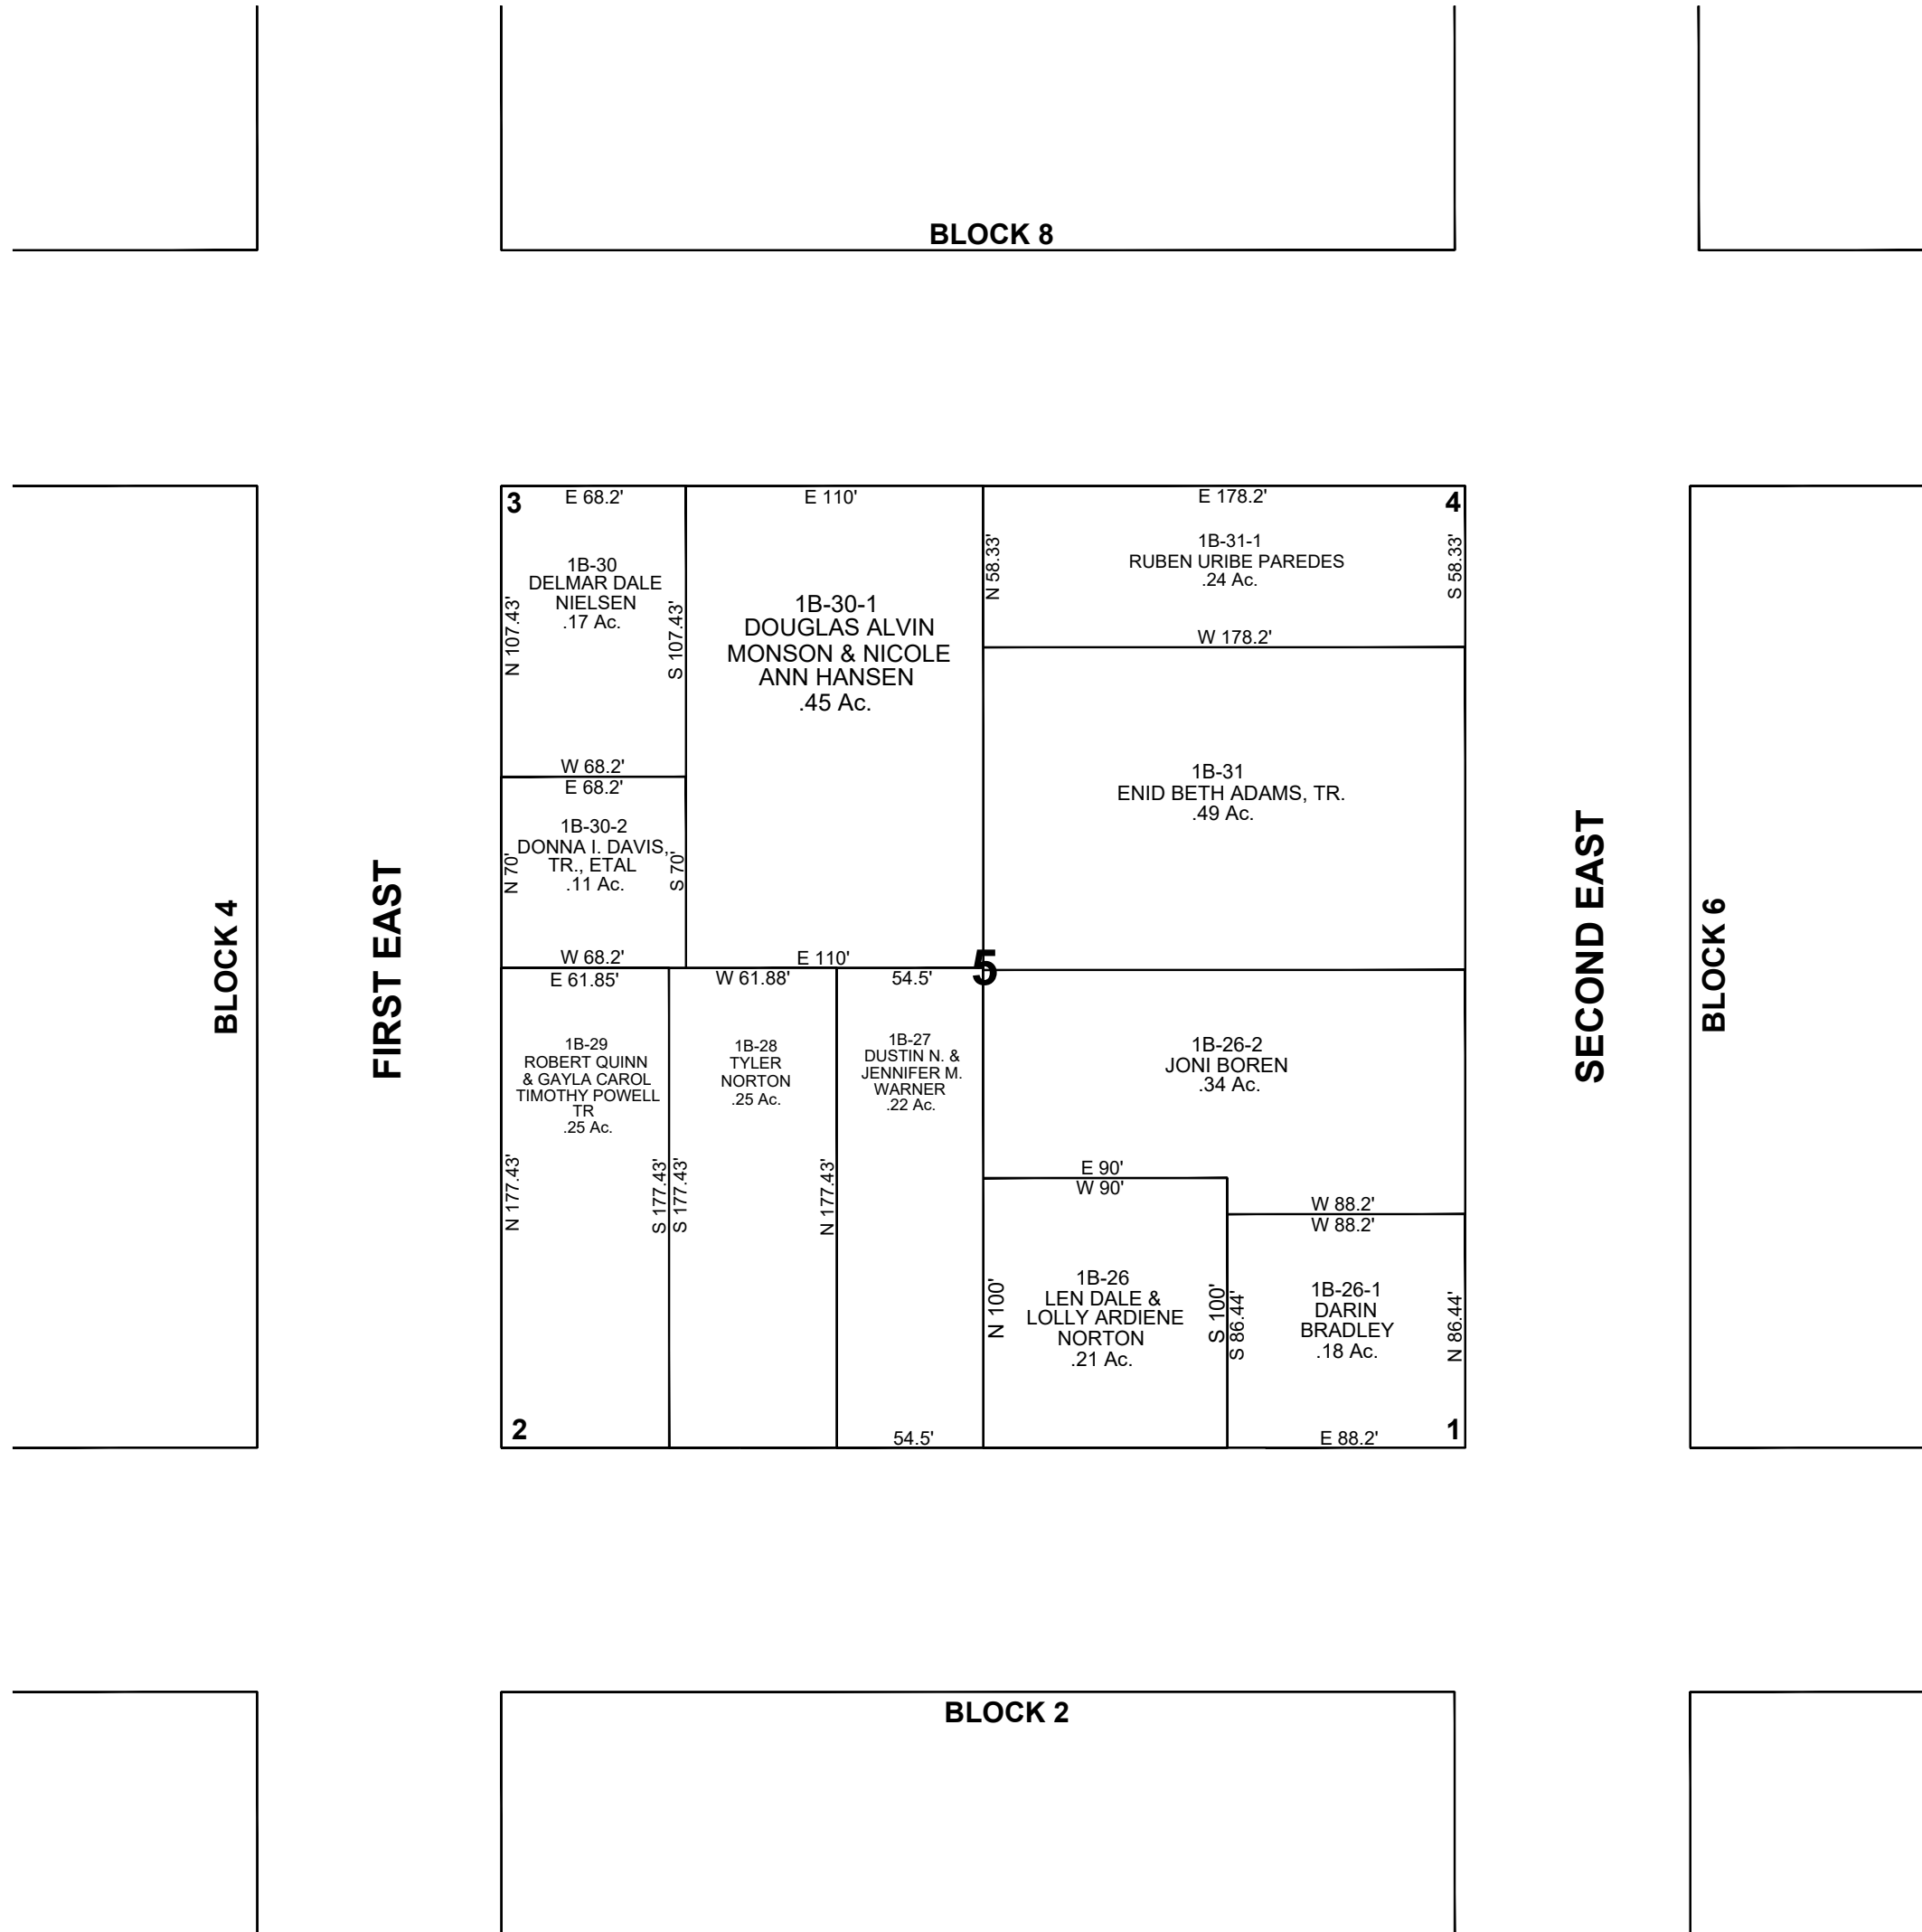 BLOCK 8
3
E 68.2'
E 110'
E 178.2'
4
1B-30
DELMAR DALE
NIELSEN
.17 Ac.
N 107.43'
S 107.43'
W 68.2'
1B-30-1
DOUGLAS ALVIN
MONSON & NICOLE
ANN HANSEN
.45 Ac.
N 58.33'
1B-31-1
RUBEN URIBE PAREDES
.24 Ac.
S 58.33'
W 178.2'
1B-31
ENID BETH ADAMS, TR.
.49 Ac.
E 68.2'
1B-30-2
DONNA I. DAVIS,
TR., ETAL
.11 Ac.
N 70'
S 70'
W 68.2'
E 110'
5
BLOCK 4
FIRST EAST
SECOND EAST
BLOCK 6
E 61.85'
W 61.88'
54.5'
1B-29
ROBERT QUINN
& GAYLA CAROL
TIMOTHY POWELL
TR
.25 Ac.
N 177.43'
S 177.43'
1B-28
TYLER
NORTON
.25 Ac.
S 177.43'
N 177.43'
1B-27
DUSTIN N. &
JENNIFER M.
WARNER
.22 Ac.
54.5'
1B-26-2
JONI BOREN
.34 Ac.
E 90'
W 90'
W 88.2'
W 88.2'
1B-26
LEN DALE &
LOLLY ARDIENE
NORTON
.21 Ac.
N 100'
S 100'
S 86.44'
1B-26-1
DARIN
BRADLEY
.18 Ac.
N 86.44'
E 88.2'
2
1
BLOCK 2